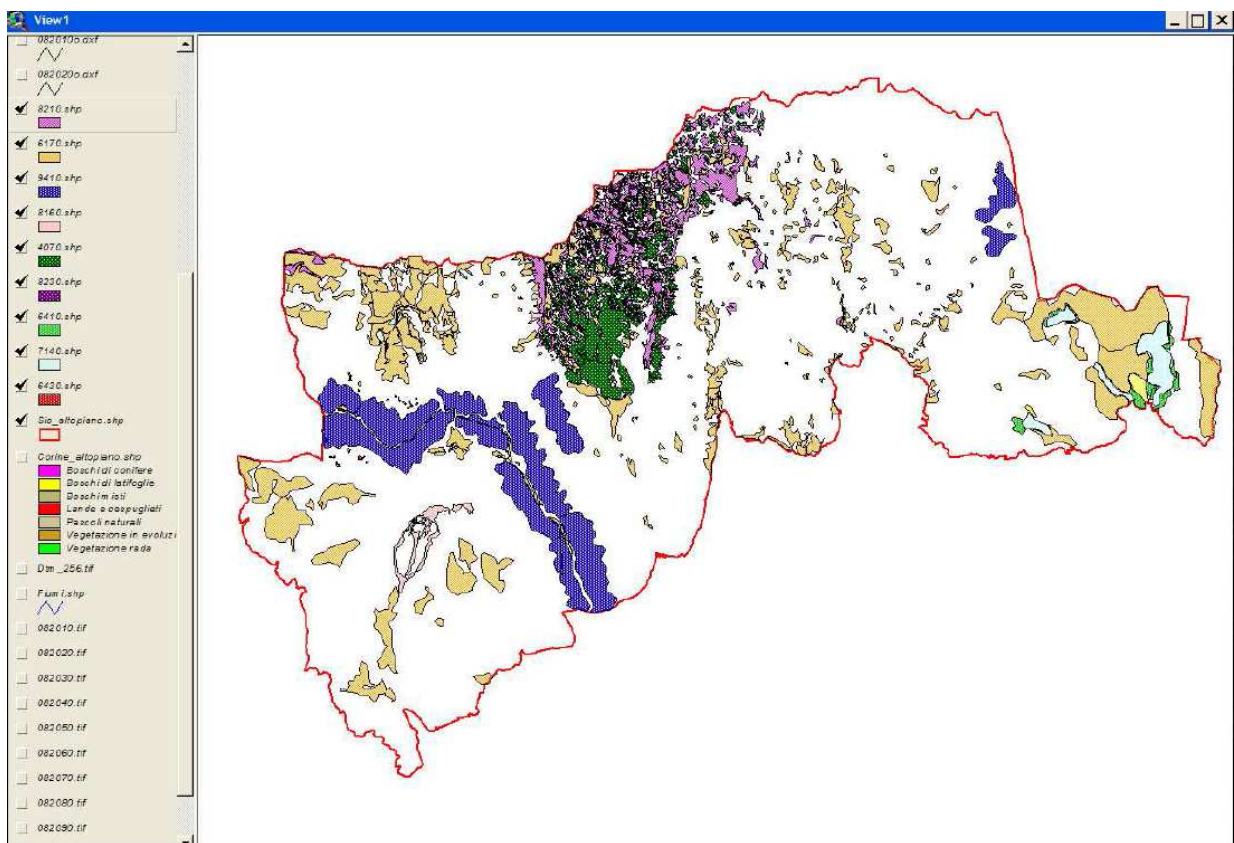 View1
082010o.dxf
082020o.dxf
8210.shp
6170.shp
9410.shp
8160.shp
4070.shp
8230.shp
6410.shp
7140.shp
6430.shp
Sic_altopiano.shp
Corine_altopiano.shp
Boschi di conifere
Boschi di latifoglie
Boschi misti
Lande e cespugliati
Pascoli naturali
Vegetazione in evoluzi
Vegetazione rada
Dtm_256.tif
Fiumi.shp
082010.tif
082020.tif
082030.tif
082040.tif
082050.tif
082060.tif
082070.tif
082080.tif
082090.tif